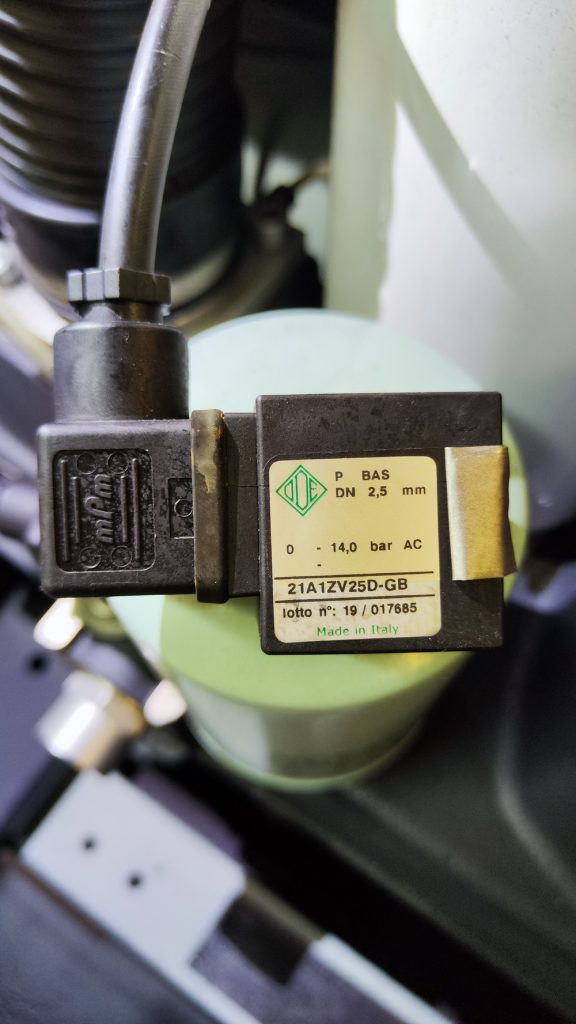 mPm
ODE
P BAS
DN 2,5 mm
0 - 14,0 bar AC
-
21A1ZV25D-GB
lotto n°: 19 / 017685
Made in Italy